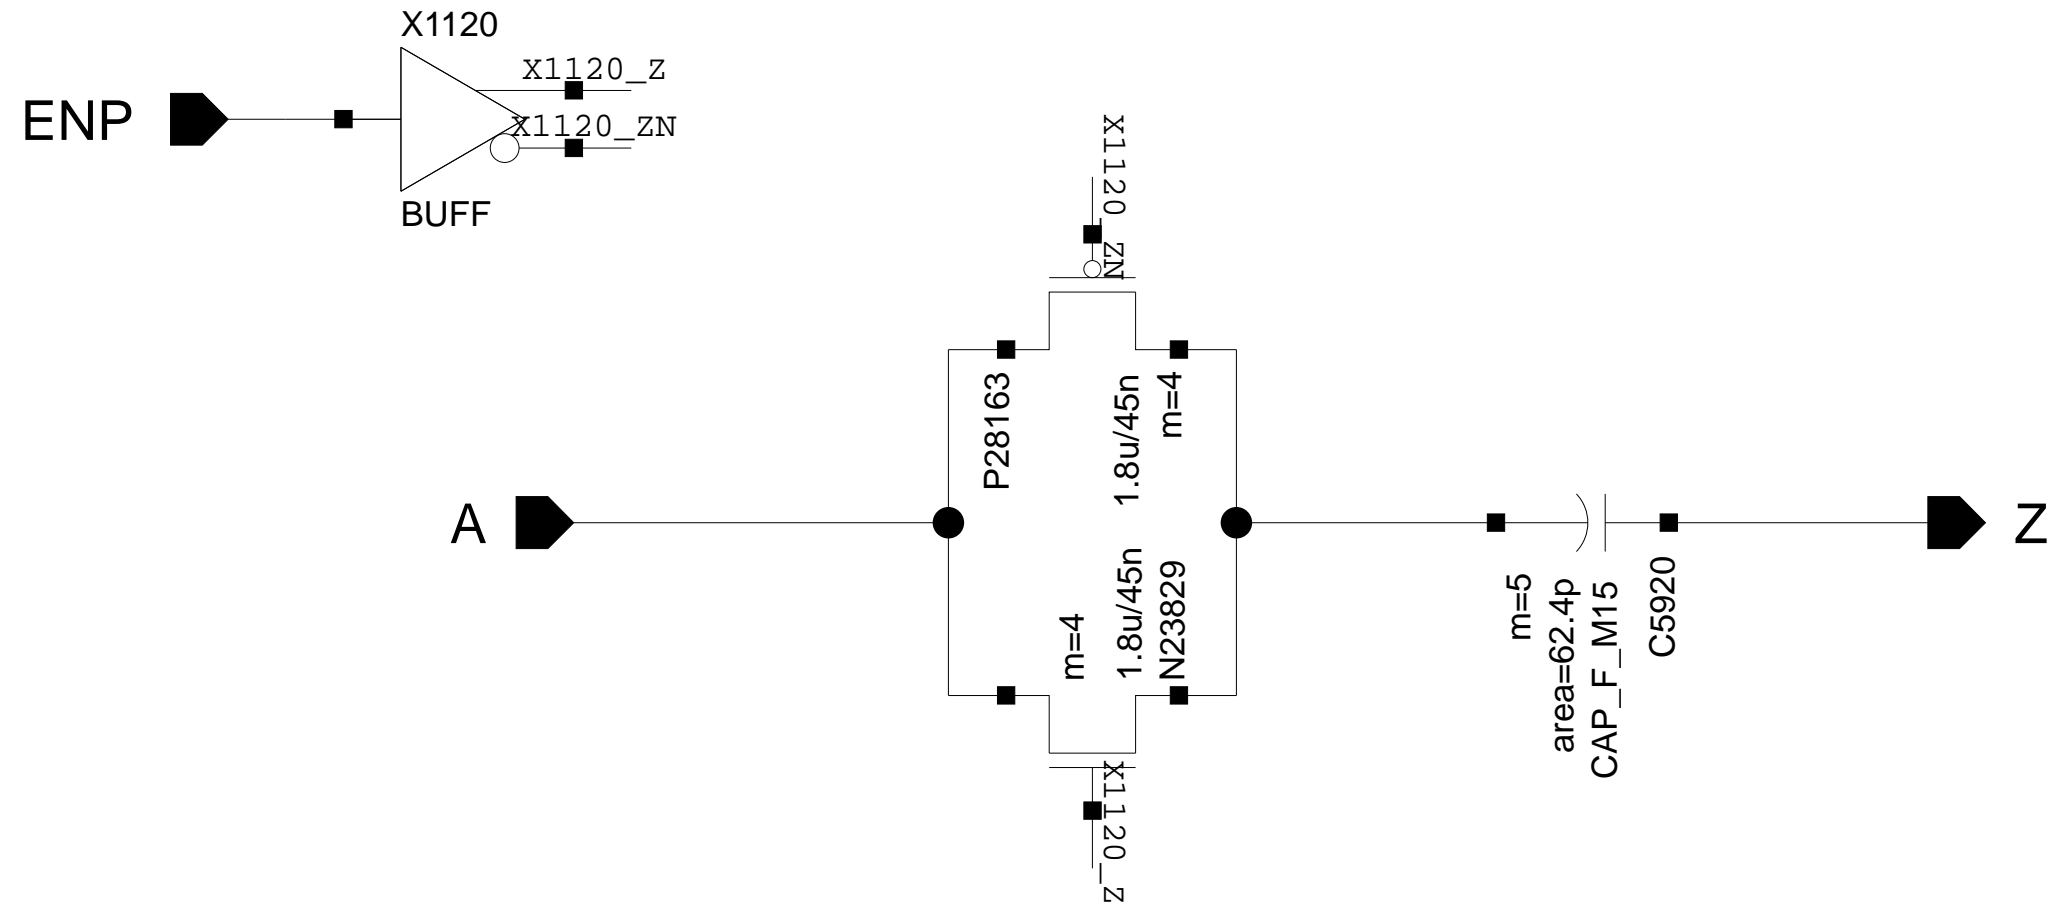 X1120
X1120_Z
ENP
X1120_ZN
BUFF
X1120_ZN
P28163
1.8u/45n
m=4
A
Z
m=4
1.8u/45n
N23829
m=5
area=62.4p
CAP_F_M15
C5920
X1120_Z